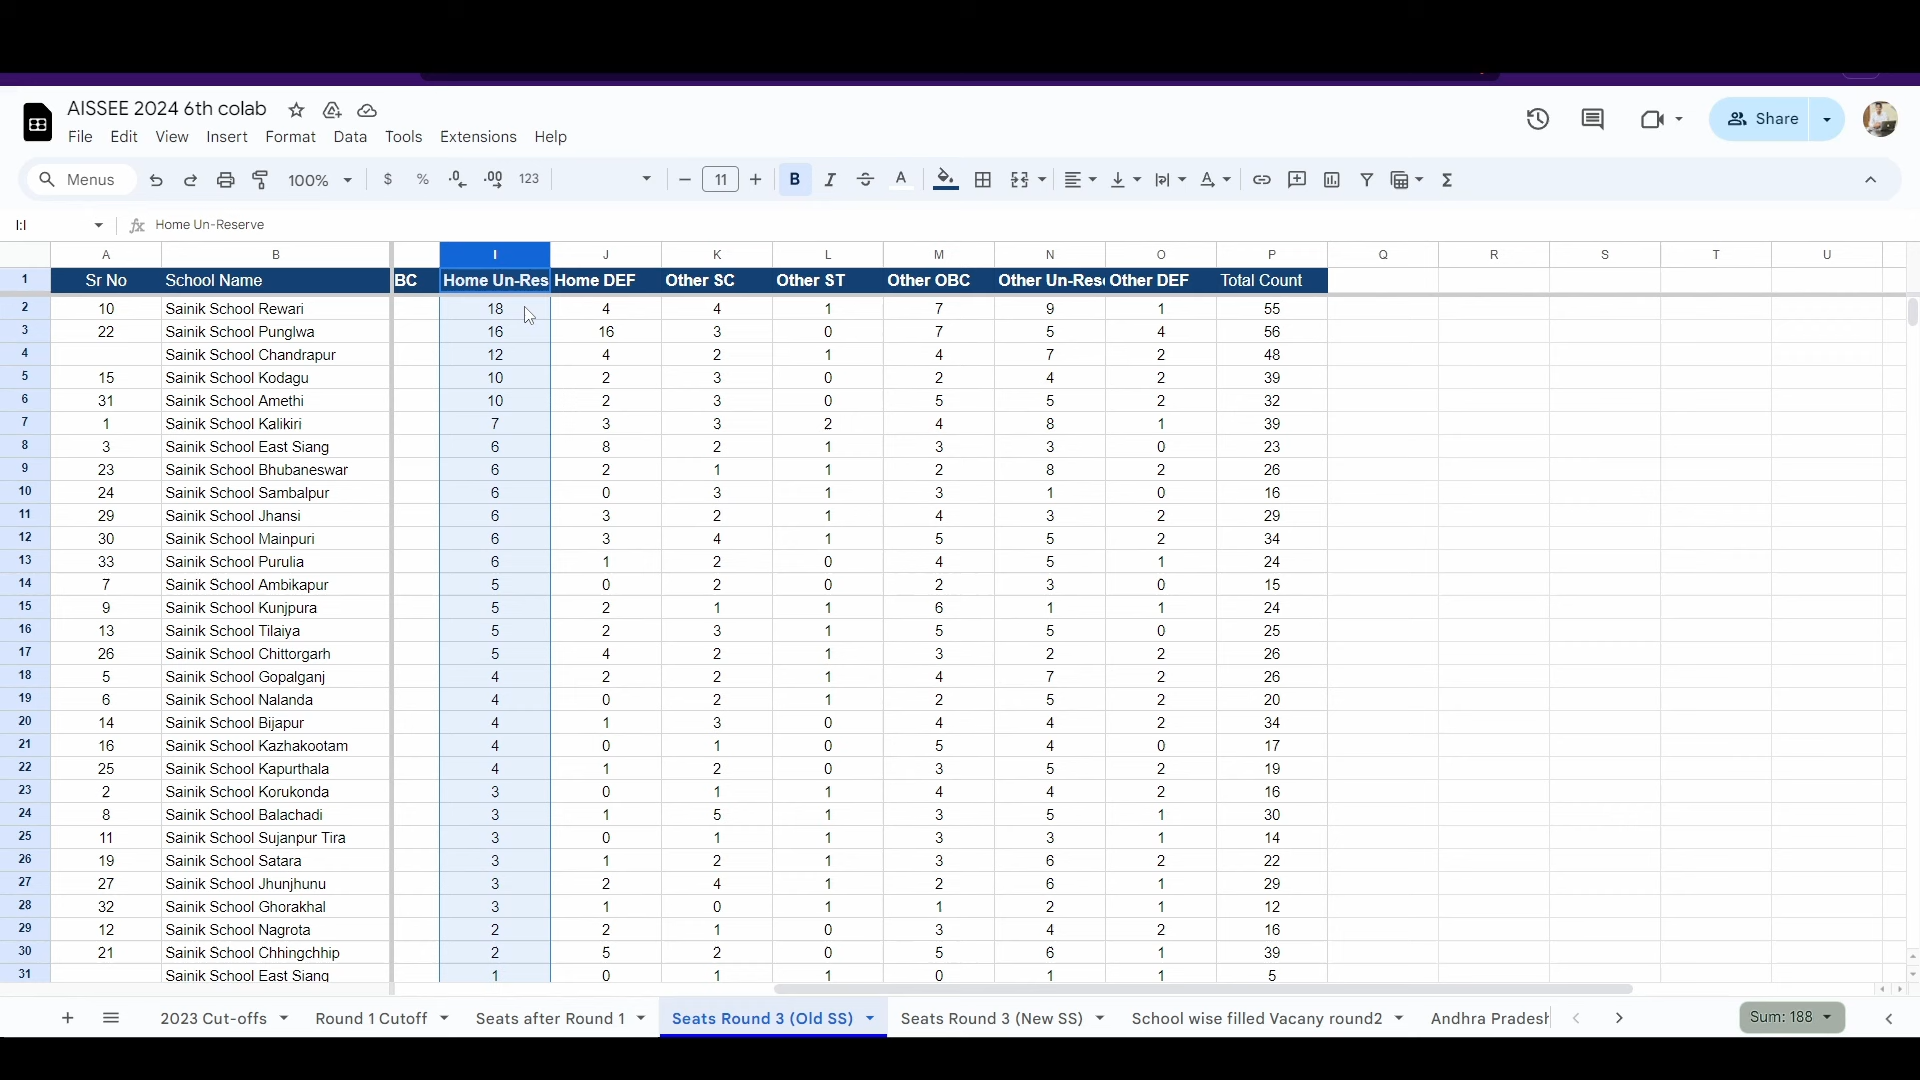 AISSEE 2024 6th colab
File Edit View Insert Format Data Tools Extensions Help
Share
Menus 100% $ % .0 .00 123 11 B I S A Σ
I:I fx Home Un-Reserve
A B I J K L M N O P Q R S T U
1 Sr No School Name BC Home Un-Res Home DEF Other SC Other ST Other OBC Other Un-Res Other DEF Total Count
2 10 Sainik School Rewari 18 4 4 1 7 9 1 55
3 22 Sainik School Punglwa 16 16 3 0 7 5 4 56
4 Sainik School Chandrapur 12 4 2 1 4 7 2 48
5 15 Sainik School Kodagu 10 2 3 0 2 4 2 39
6 31 Sainik School Amethi 10 2 3 0 5 5 2 32
7 1 Sainik School Kalikiri 7 3 3 2 4 8 1 39
8 3 Sainik School East Siang 6 8 2 1 3 3 0 23
9 23 Sainik School Bhubaneswar 6 2 1 1 2 8 2 26
10 24 Sainik School Sambalpur 6 0 3 1 3 1 0 16
11 29 Sainik School Jhansi 6 3 2 1 4 3 2 29
12 30 Sainik School Mainpuri 6 3 4 1 5 5 2 34
13 33 Sainik School Purulia 6 1 2 0 4 5 1 24
14 7 Sainik School Ambikapur 5 0 2 0 2 3 0 15
15 9 Sainik School Kunjpura 5 2 1 1 6 1 1 24
16 13 Sainik School Tilaiya 5 2 3 1 5 5 0 25
17 26 Sainik School Chittorgarh 5 4 2 1 3 2 2 26
18 5 Sainik School Gopalganj 4 2 2 1 4 7 2 26
19 6 Sainik School Nalanda 4 0 2 1 2 5 2 20
20 14 Sainik School Bijapur 4 1 3 0 4 4 2 34
21 16 Sainik School Kazhakootam 4 0 1 0 5 4 0 17
22 25 Sainik School Kapurthala 4 1 2 0 3 5 2 19
23 2 Sainik School Korukonda 3 0 1 1 4 4 2 16
24 8 Sainik School Balachadi 3 1 5 1 3 5 1 30
25 11 Sainik School Sujanpur Tira 3 0 1 1 3 3 1 14
26 19 Sainik School Satara 3 1 2 1 3 6 2 22
27 27 Sainik School Jhunjhunu 3 2 4 1 2 6 1 29
28 32 Sainik School Ghorakhal 3 1 0 1 1 2 1 12
29 12 Sainik School Nagrota 2 2 1 0 3 4 2 16
30 21 Sainik School Chhingchhip 2 5 2 0 5 6 1 39
31 Sainik School East Siang 1 0 1 1 0 1 1 5
2023 Cut-offs Round 1 Cutoff Seats after Round 1 Seats Round 3 (Old SS) Seats Round 3 (New SS) School wise filled Vacany round2 Andhra Pradesh Sum: 188